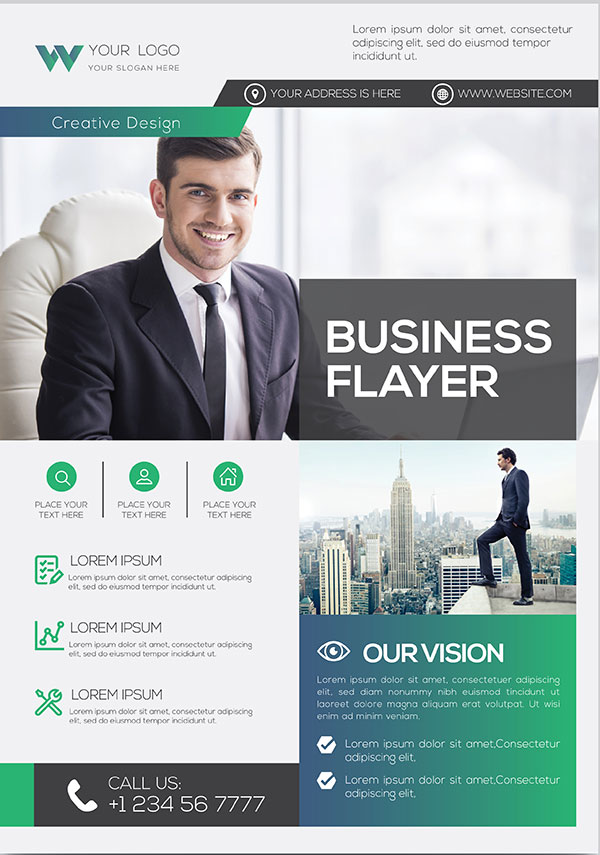 YOUR LOGO
YOUR SLOGAN HERE
Lorem ipsum dolor sit amet, consectetur
adipiscing elit, sed do eiusmod tempor
incididunt ut.
YOUR ADDRESS IS HERE
WWW.WEBSITE.COM
Creative Design
BUSINESS
FLAYER
PLACE YOUR
TEXT HERE
PLACE YOUR
TEXT HERE
PLACE YOUR
TEXT HERE
LOREM IPSUM
Lorem ipsum dolor sit amet, consectetur adipiscing
elit, sed do eiusmod tempor incididunt ut.
LOREM IPSUM
Lorem ipsum dolor sit amet, consectetur adipiscing
elit, sed do eiusmod tempor incididunt ut.
LOREM IPSUM
Lorem ipsum dolor sit amet, consectetur adipiscing
elit, sed do eiusmod tempor incididunt ut.
CALL US:
+1 234 56 7777
OUR VISION
Lorem ipsum dolor sit amet, consectetuer adipiscing
elit, sed do eiusmod tempor incididunt tincidunt ut
laoreet dolore magna aliquam erat volutpat. Ut wisi
enim ad minim veniam, quis nostrud.
Lorem ipsum dolor sit amet,Consectetur
adipiscing elit,
Lorem ipsum dolor sit amet,Consectetur
adipiscing elit,